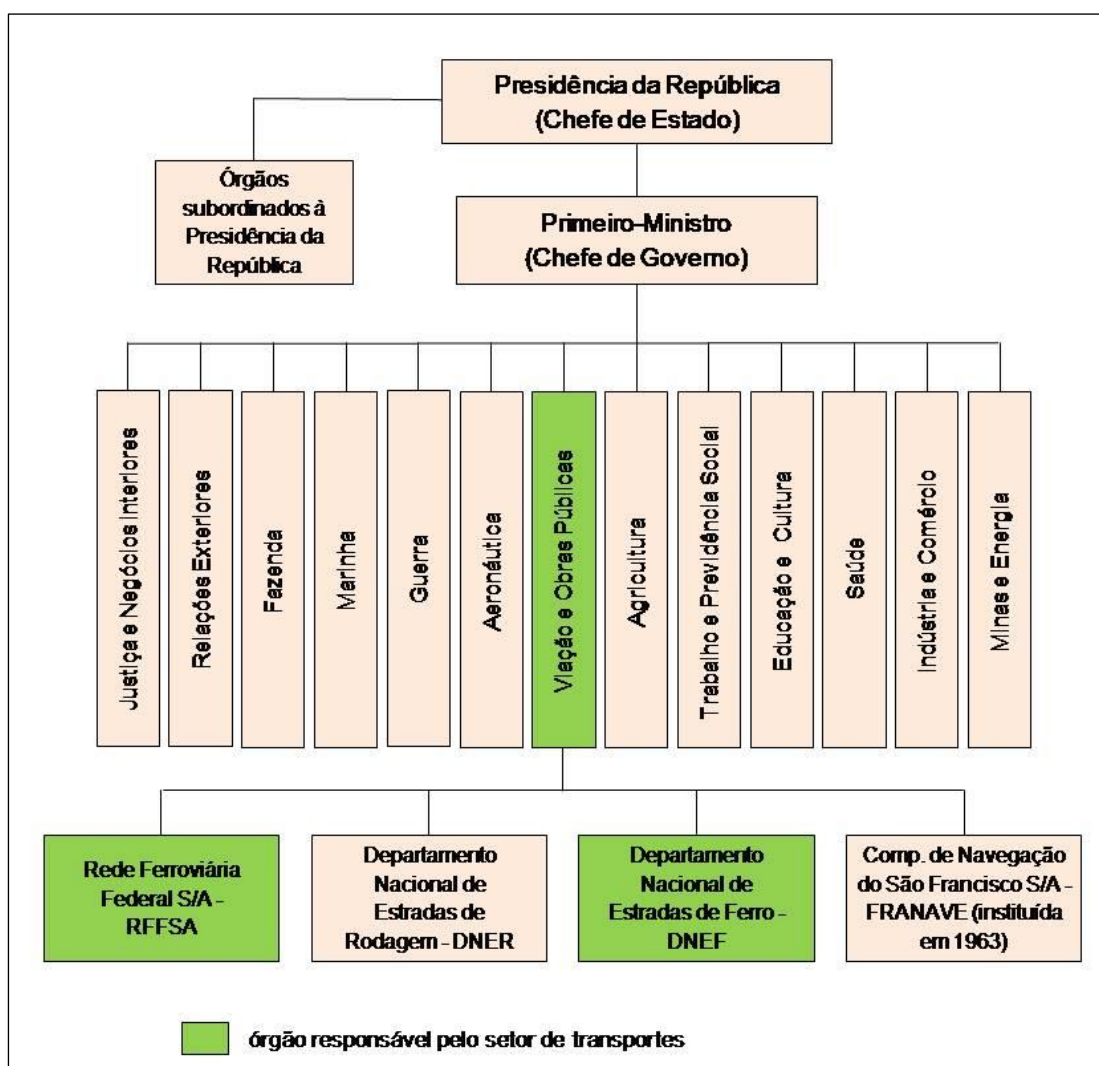 Presidência da República
(Chefe de Estado)
Órgãos
subordinados à
Presidência da
República
Primeiro-Ministro
(Chefe de Governo)
Justiça e Negócios Interiores
Relações Exteriores
Fazenda
Marinha
Guerra
Aeronáutica
Viação e Obras Públicas
Agricultura
Trabalho e Previdência Social
Educação e Cultura
Saúde
Indústria e Comércio
Minas e Energia
Rede Ferroviária
Federal S/A -
RFFSA
Departamento
Nacional de
Estradas de
Rodagem - DNER
Departamento
Nacional de
Estradas de Ferro -
DNEF
Comp. de Navegação
do São Francisco S/A -
FRANAVE (instituída
em 1963)
órgão responsável pelo setor de transportes